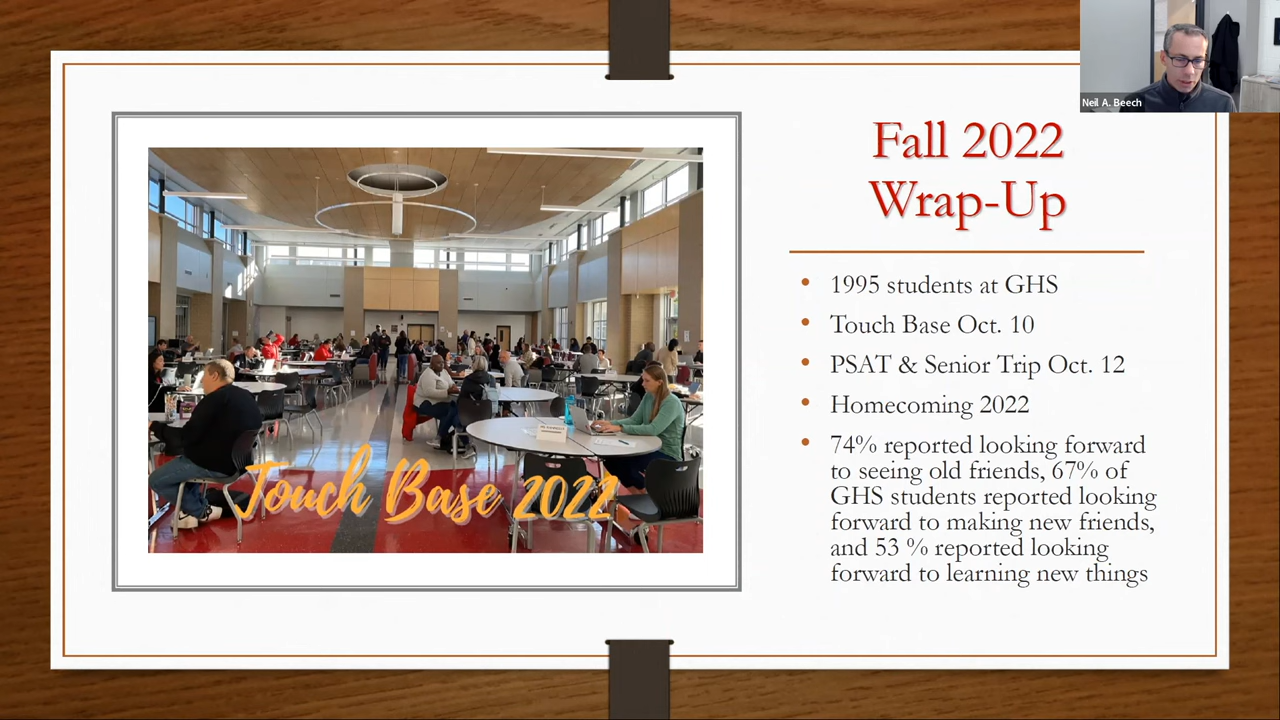 Neil A. Beech
Fall 2022
Wrap-Up
1995 students at GHS
Touch Base Oct. 10
PSAT & Senior Trip Oct. 12
Homecoming 2022
74% reported looking forward
to seeing old friends, 67% of
GHS students reported looking
forward to making new friends,
and 53 % reported looking
forward to learning new things
Touch Base 2022